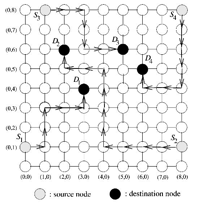 (0,8) S3 S4
(0,7)
(0,6) D2 D3
(0,5) D4
(0,4) D1
(0,3)
(0,2)
(0,1) S1 S2
(0,0) (1,0) (2,0) (3,0) (4,0) (5,0) (6,0) (7,0) (8,0)
: source node : destination node